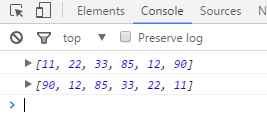 Elements Console Sources
top Preserve log
[11, 22, 33, 85, 12, 90]
[90, 12, 85, 33, 22, 11]